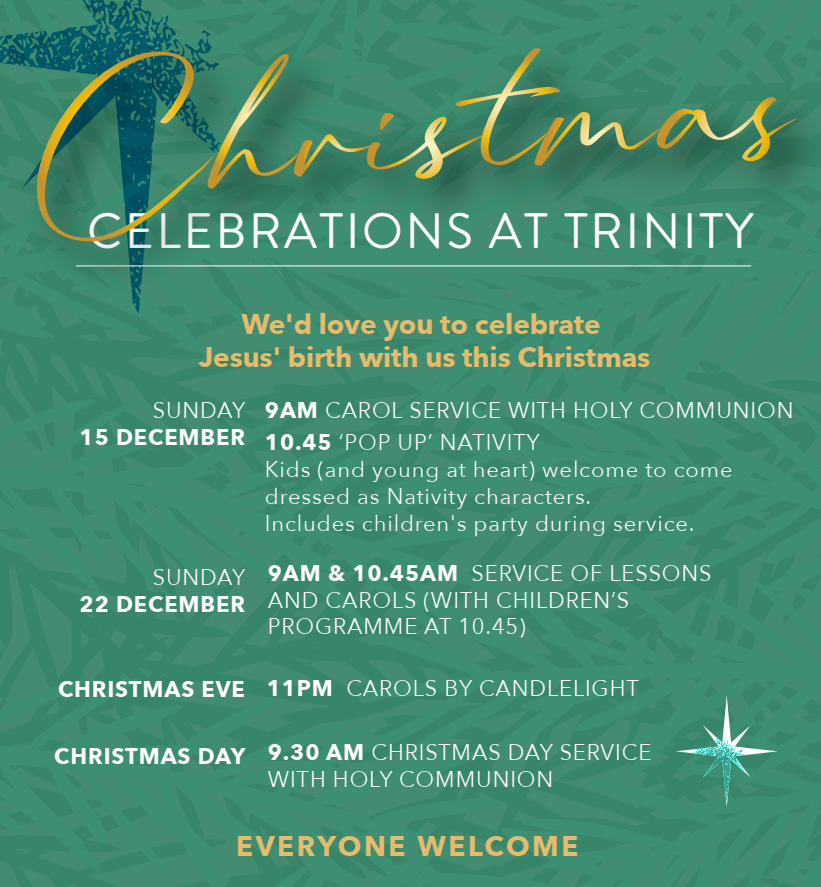 Christmas
CELEBRATIONS AT TRINITY
We'd love you to celebrate
Jesus' birth with us this Christmas
SUNDAY
15 DECEMBER
9AM CAROL SERVICE WITH HOLY COMMUNION
10.45 ‘POP UP’ NATIVITY
Kids (and young at heart) welcome to come
dressed as Nativity characters.
Includes children's party during service.
SUNDAY
22 DECEMBER
9AM & 10.45AM SERVICE OF LESSONS
AND CAROLS (WITH CHILDREN’S
PROGRAMME AT 10.45)
CHRISTMAS EVE
11PM CAROLS BY CANDLELIGHT
CHRISTMAS DAY
9.30 AM CHRISTMAS DAY SERVICE
WITH HOLY COMMUNION
EVERYONE WELCOME